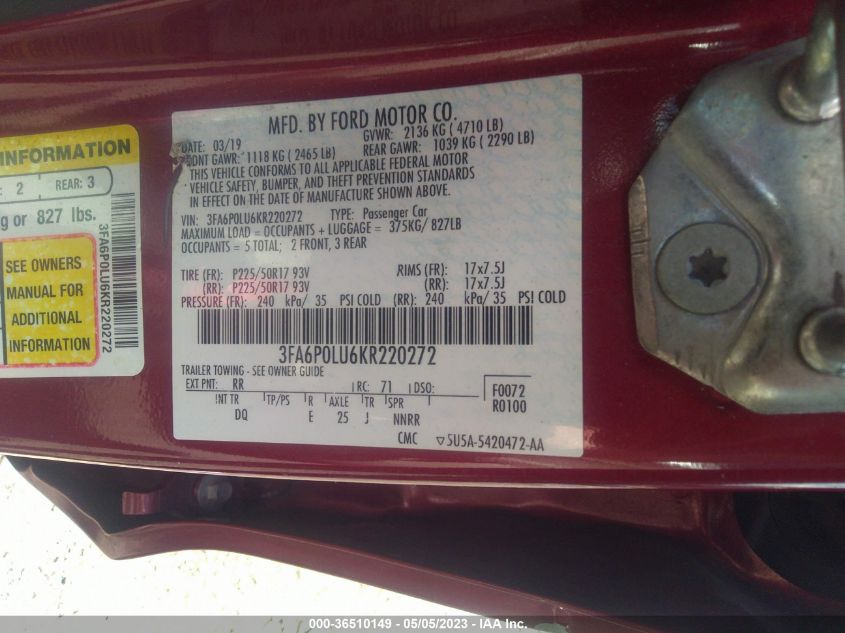 INFORMATION
: 2 REAR: 3
g or 827 lbs.
SEE OWNERS
MANUAL FOR
ADDITIONAL
INFORMATION
3FA6P0LU6KR220272
MFD. BY FORD MOTOR CO.
DATE: 03/19 GVWR: 2136 KG ( 4710 LB)
RONT GAWR: 1118 KG ( 2465 LB) REAR GAWR: 1039 KG ( 2290 LB)
THIS VEHICLE CONFORMS TO ALL APPLICABLE FEDERAL MOTOR
VEHICLE SAFETY, BUMPER, AND THEFT PREVENTION STANDARDS
IN EFFECT ON THE DATE OF MANUFACTURE SHOWN ABOVE.
VIN: 3FA6P0LU6KR220272 TYPE: Passenger Car
MAXIMUM LOAD = OCCUPANTS + LUGGAGE = 375KG/ 827LB
OCCUPANTS = 5 TOTAL; 2 FRONT, 3 REAR
TIRE (FR): P225/50R17 93V RIMS (FR): 17x7.5J
(RR): P225/50R17 93V (RR): 17x7.5J
PRESSURE (FR): 240 kPa/ 35 PSI COLD (RR): 240 kPa/ 35 PSI COLD
3FA6P0LU6KR220272
TRAILER TOWING - SEE OWNER GUIDE
EXT PNT: RR RC: 71 DSO:
INT TR TP/PS R AXLE TR SPR
DQ E 25 J NNRR
F0072
R0100
CMC ▽5U5A-5420472-AA
000-36510149 — 05/05/2023 — IAA Inc.